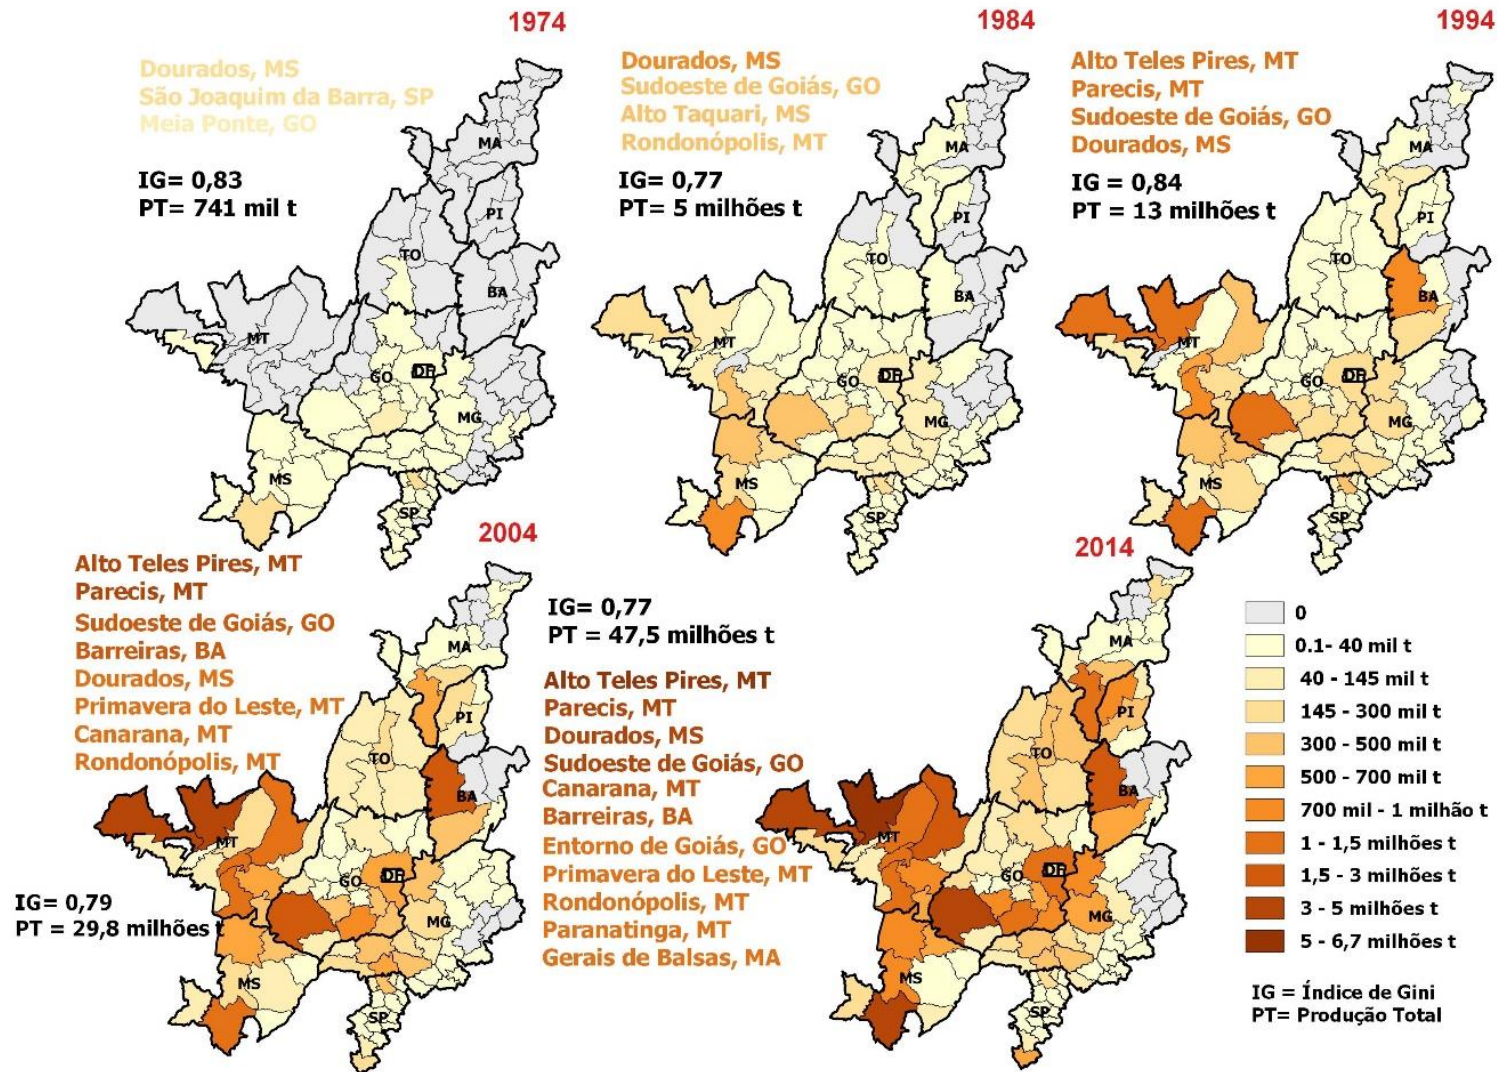 1974
Dourados, MS
São Joaquim da Barra, SP
Meia Ponte, GO
IG= 0,83
PT= 741 mil t
MA
PI
TO
BA
MT
GO
DF
MG
MS
SP
1984
Dourados, MS
Sudoeste de Goiás, GO
Alto Taquari, MS
Rondonópolis, MT
IG= 0,77
PT= 5 milhões t
MA
PI
TO
BA
MT
GO
DF
MG
MS
SP
1994
Alto Teles Pires, MT
Parecis, MT
Sudoeste de Goiás, GO
Dourados, MS
IG = 0,84
PT = 13 milhões t
MA
PI
TO
BA
MT
GO
DF
MG
MS
SP
2004
Alto Teles Pires, MT
Parecis, MT
Sudoeste de Goiás, GO
Barreiras, BA
Dourados, MS
Primavera do Leste, MT
Canarana, MT
Rondonópolis, MT
IG= 0,79
PT = 29,8 milhões t
MA
PI
TO
BA
MT
GO
DF
MG
MS
SP
2014
IG= 0,77
PT = 47,5 milhões t
Alto Teles Pires, MT
Parecis, MT
Dourados, MS
Sudoeste de Goiás, GO
Canarana, MT
Barreiras, BA
Entorno de Goiás, GO
Primavera do Leste, MT
Rondonópolis, MT
Paranatinga, MT
Gerais de Balsas, MA
MA
PI
TO
BA
MT
GO
DF
MG
MS
SP
0
0.1- 40 mil t
40 - 145 mil t
145 - 300 mil t
300 - 500 mil t
500 - 700 mil t
700 mil - 1 milhão t
1 - 1,5 milhões t
1,5 - 3 milhões t
3 - 5 milhões t
5 - 6,7 milhões t
IG = Índice de Gini
PT= Produção Total